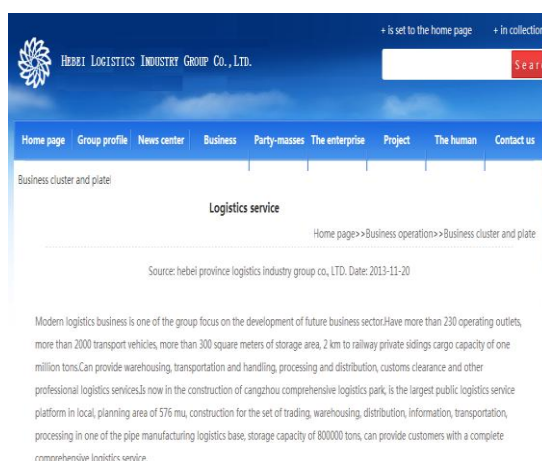 + is set to the home page + in collection
HEBEI LOGISTICS INDUSTRY GROUP CO., LTD.
Sear
Home page Group profile News center Business Party-masses The enterprise Project The human Contact us
Business cluster and plate
Logistics service
Home page>>Business operation>>Business cluster and plate
Source: hebei province logistics industry group co., LTD. Date: 2013-11-20
Modern logistics business is one of the group focus on the development of future business sector.Have more than 230 operating outlets,
more than 2000 transport vehicles, more than 300 square meters of storage area, 2 km to railway private sidings cargo capacity of one
million tons.Can provide warehousing, transportation and handling, processing and distribution, customs clearance and other
professional logistics services.Is now in the construction of cangzhou comprehensive logistics park, is the largest public logistics service
platform in local, planning area of 576 mu, construction for the set of trading, warehousing, distribution, information, transportation,
processing in one of the pipe manufacturing logistics base, storage capacity of 800000 tons, can provide customers with a complete
comprehensive logistics service.